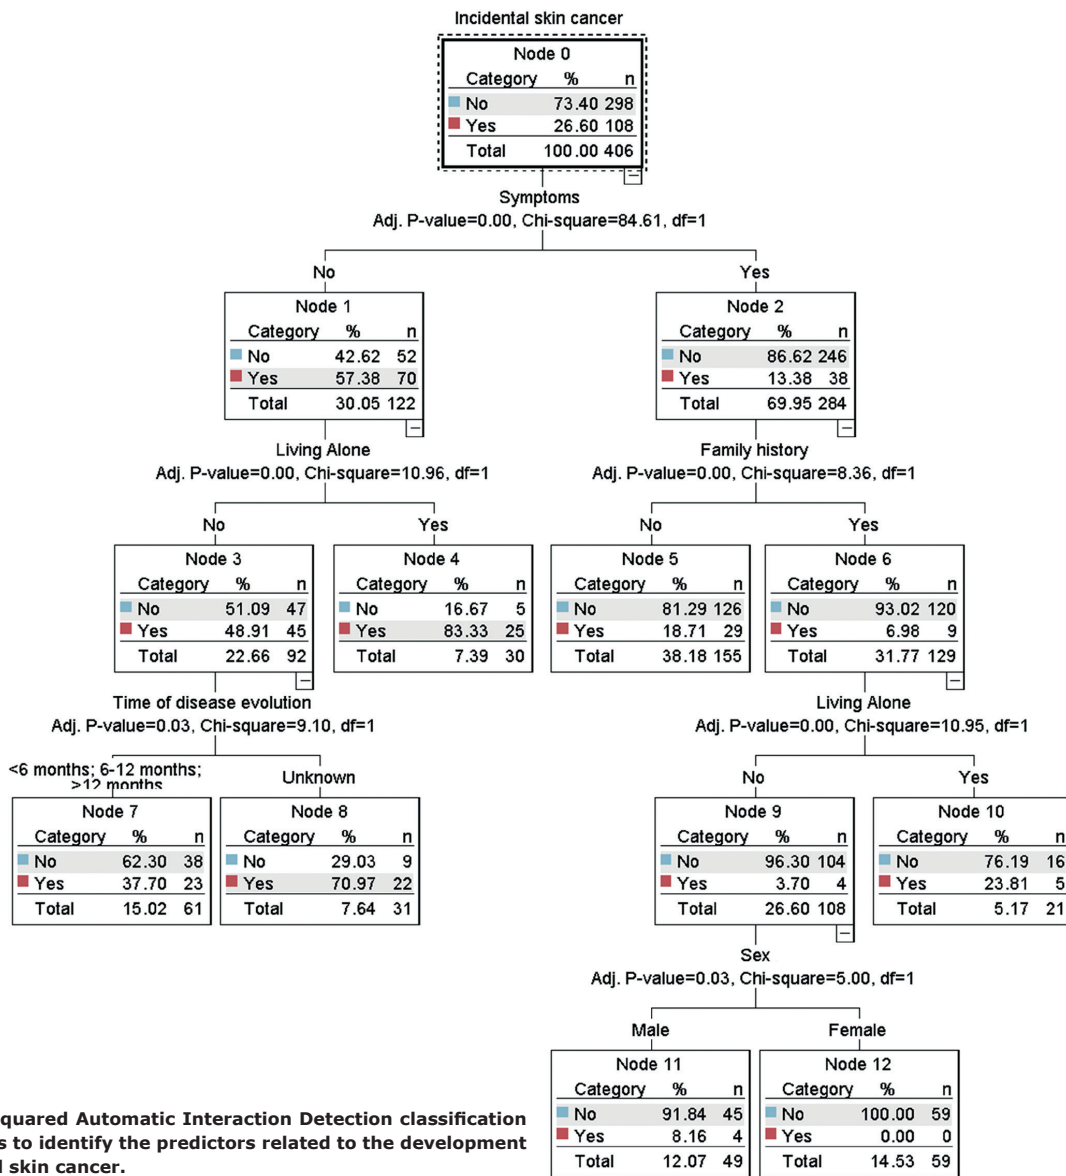 Incidental skin cancer
Node 0
Category % n
No 73.40 298
Yes 26.60 108
Total 100.00 406
Symptoms
Adj. P-value=0.00, Chi-square=84.61, df=1
No
Yes
Node 1
Category % n
No 42.62 52
Yes 57.38 70
Total 30.05 122
Node 2
Category % n
No 86.62 246
Yes 13.38 38
Total 69.95 284
Living Alone
Adj. P-value=0.00, Chi-square=10.96, df=1
Family history
Adj. P-value=0.00, Chi-square=8.36, df=1
No
Yes
No
Yes
Node 3
Category % n
No 51.09 47
Yes 48.91 45
Total 22.66 92
Node 4
Category % n
No 16.67 5
Yes 83.33 25
Total 7.39 30
Node 5
Category % n
No 81.29 126
Yes 18.71 29
Total 38.18 155
Node 6
Category % n
No 93.02 120
Yes 6.98 9
Total 31.77 129
Time of disease evolution
Adj. P-value=0.03, Chi-square=9.10, df=1
Living Alone
Adj. P-value=0.00, Chi-square=10.95, df=1
<6 months; 6-12 months;
>12 months
Unknown
No
Yes
Node 7
Category % n
No 62.30 38
Yes 37.70 23
Total 15.02 61
Node 8
Category % n
No 29.03 9
Yes 70.97 22
Total 7.64 31
Node 9
Category % n
No 96.30 104
Yes 3.70 4
Total 26.60 108
Node 10
Category % n
No 76.19 16
Yes 23.81 5
Total 5.17 21
Sex
Adj. P-value=0.03, Chi-square=5.00, df=1
Male
Female
Node 11
Category % n
No 91.84 45
Yes 8.16 4
Total 12.07 49
Node 12
Category % n
No 100.00 59
Yes 0.00 0
Total 14.53 59
squared Automatic Interaction Detection classification
s to identify the predictors related to the development
skin cancer.